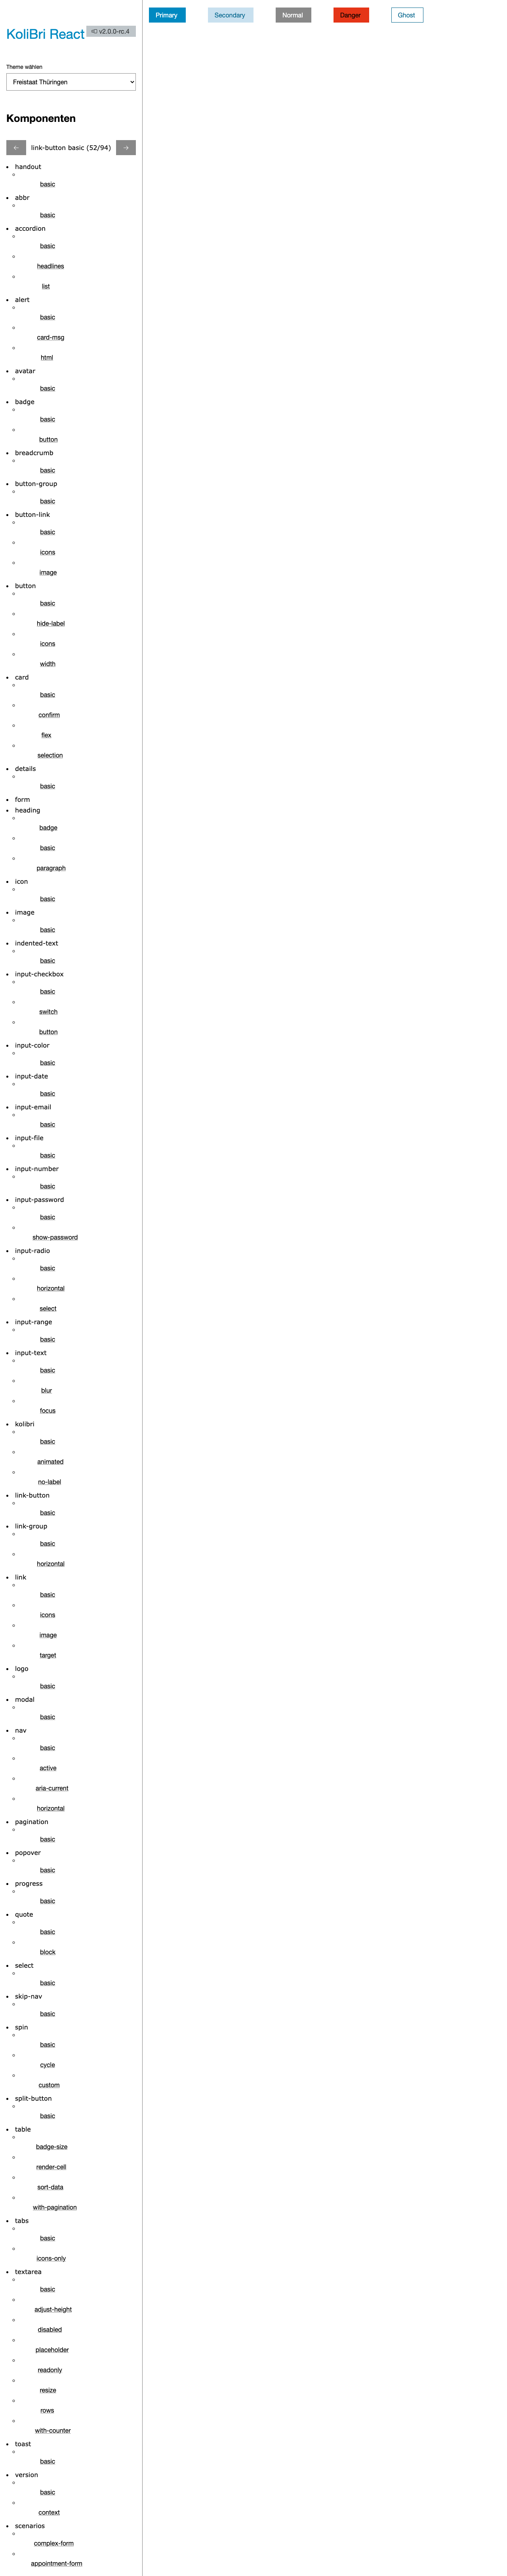 KoliBri React
v2.0.0-rc.4
Theme wählen
Freistaat Thüringen
Komponenten
link-button basic (52/94)
handout
basic
abbr
basic
accordion
basic
headlines
list
alert
basic
card-msg
html
avatar
basic
badge
basic
button
breadcrumb
basic
button-group
basic
button-link
basic
icons
image
button
basic
hide-label
icons
width
card
basic
confirm
flex
selection
details
basic
form
heading
badge
basic
paragraph
icon
basic
image
basic
indented-text
basic
input-checkbox
basic
switch
button
input-color
basic
input-date
basic
input-email
basic
input-file
basic
input-number
basic
input-password
basic
show-password
input-radio
basic
horizontal
select
input-range
basic
input-text
basic
blur
focus
kolibri
basic
animated
no-label
link-button
basic
link-group
basic
horizontal
link
basic
icons
image
target
logo
basic
modal
basic
nav
basic
active
aria-current
horizontal
pagination
basic
popover
basic
progress
basic
quote
basic
block
select
basic
skip-nav
basic
spin
basic
cycle
custom
split-button
basic
table
badge-size
render-cell
sort-data
with-pagination
tabs
basic
icons-only
textarea
basic
adjust-height
disabled
placeholder
readonly
resize
rows
with-counter
toast
basic
version
basic
context
scenarios
complex-form
appointment-form
Primary
Secondary
Normal
Danger
Ghost